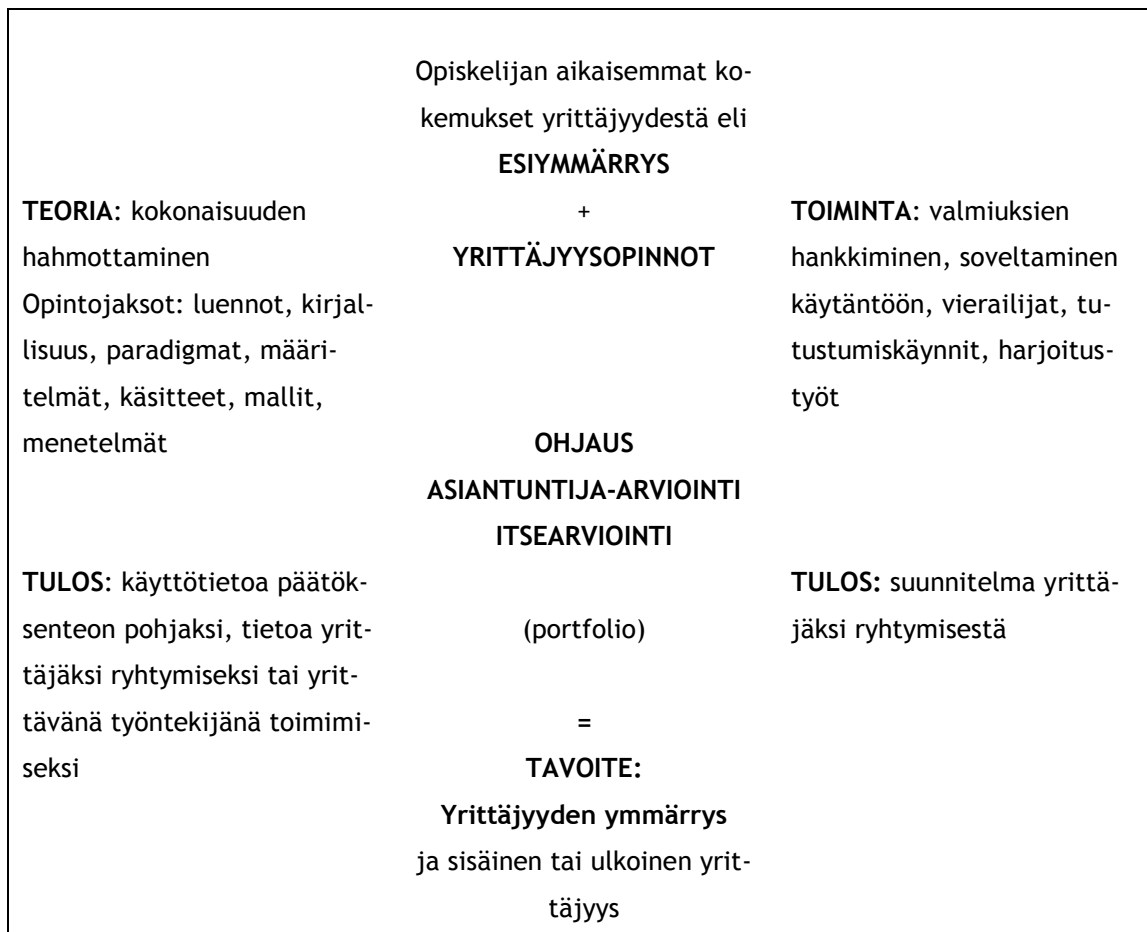 Opiskelijan aikaisemmat ko-
kemukset yrittäjyydestä eli
ESIYMMÄRRYS
+
YRITTÄJYYSOPINNOT
TEORIA: kokonaisuuden
hahmottaminen
Opintojaksot: luennot, kirjal-
lisuus, paradigmat, määri-
telmät, käsitteet, mallit,
menetelmät
TOIMINTA: valmiuksien
hankkiminen, soveltaminen
käytäntöön, vierailijat, tu-
tustumiskäynnit, harjoitus-
työt
OHJAUS
ASIANTUNTIJA-ARVIOINTI
ITSEARVIOINTI
(portfolio)
TULOS: käyttötietoa päätök-
senteon pohjaksi, tietoa yrit-
täjäksi ryhtymiseksi tai yrit-
tävänä työntekijänä toimimi-
seksi
TULOS: suunnitelma yrittä-
jäksi ryhtymisestä
=
TAVOITE:
Yrittäjyyden ymmärrys
ja sisäinen tai ulkoinen yrit-
täjyys